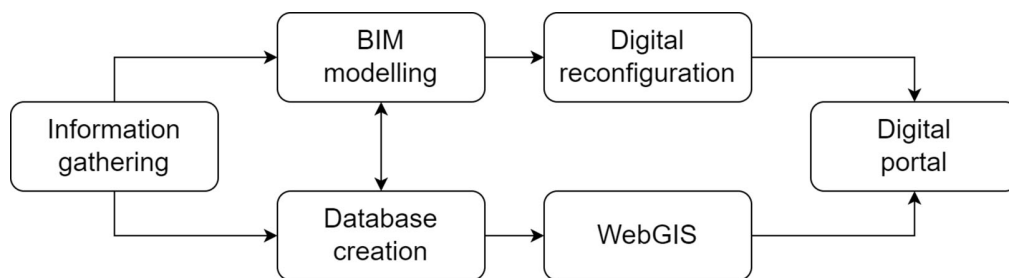 Information
gathering
BIM
modelling
Digital
reconfiguration
Database
creation
WebGIS
Digital
portal